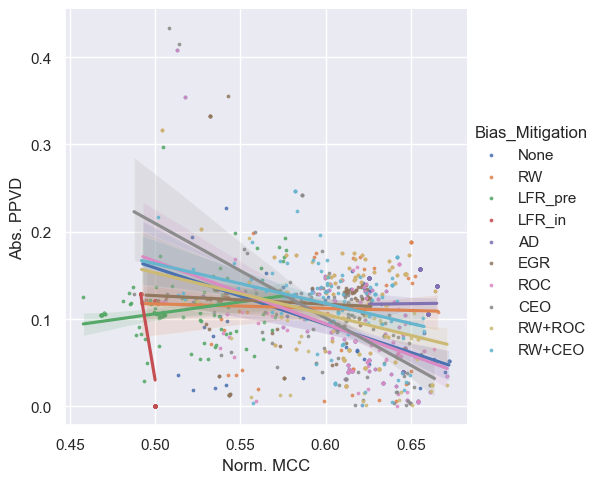 0.4
0.3
0.2
0.1
0.0
Abs. PPVD
0.45
0.50
0.55
0.60
0.65
Norm. MCC
Bias_Mitigation
None
RW
LFR_pre
LFR_in
AD
EGR
ROC
CEO
RW+ROC
RW+CEO